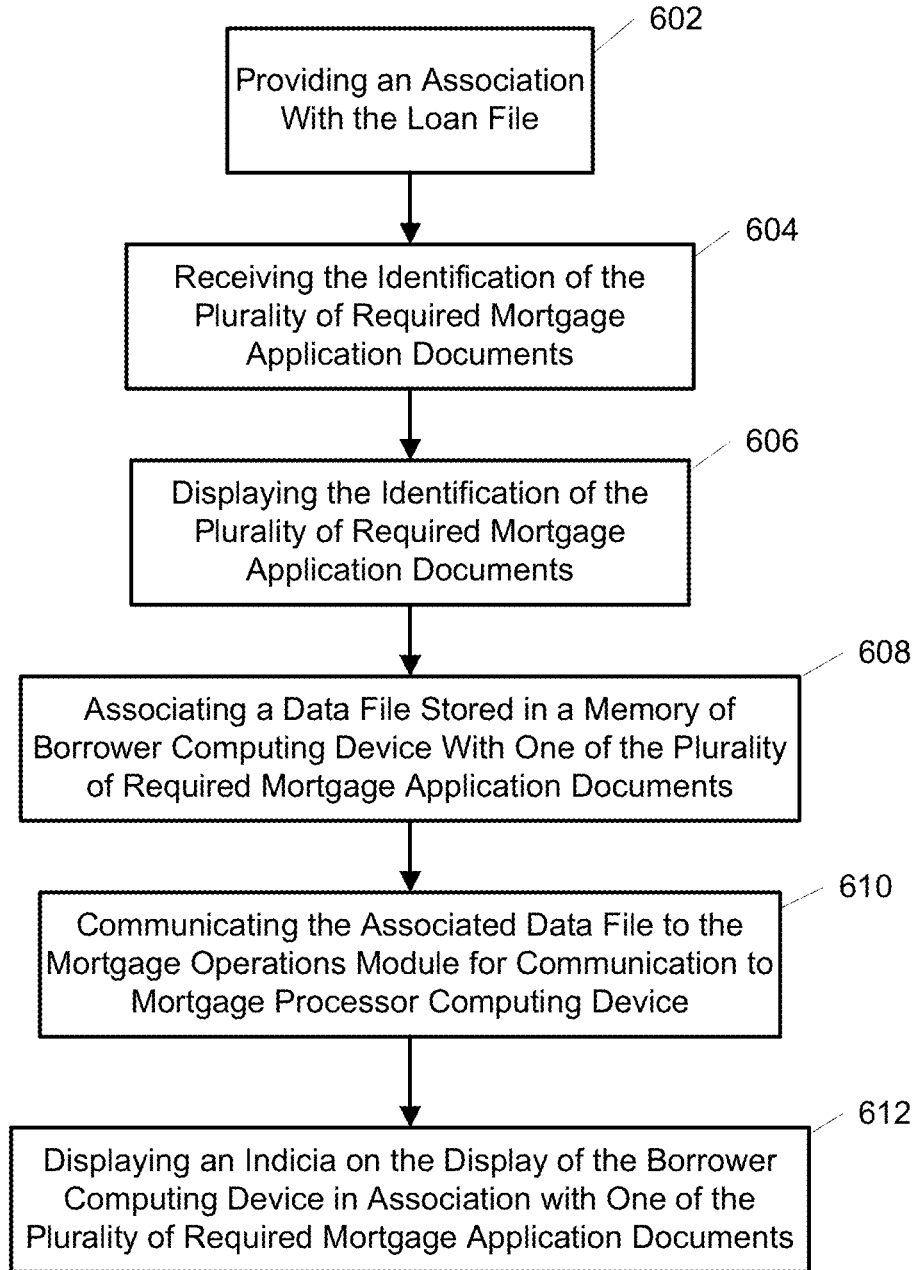 602
Providing an Association
With the Loan File
604
Receiving the Identification of the
Plurality of Required Mortgage
Application Documents
606
Displaying the Identification of the
Plurality of Required Mortgage
Application Documents
608
Associating a Data File Stored in a Memory of
Borrower Computing Device With One of the Plurality
of Required Mortgage Application Documents
610
Communicating the Associated Data File to the
Mortgage Operations Module for Communication to
Mortgage Processor Computing Device
612
Displaying an Indicia on the Display of the Borrower
Computing Device in Association with One of the
Plurality of Required Mortgage Application Documents